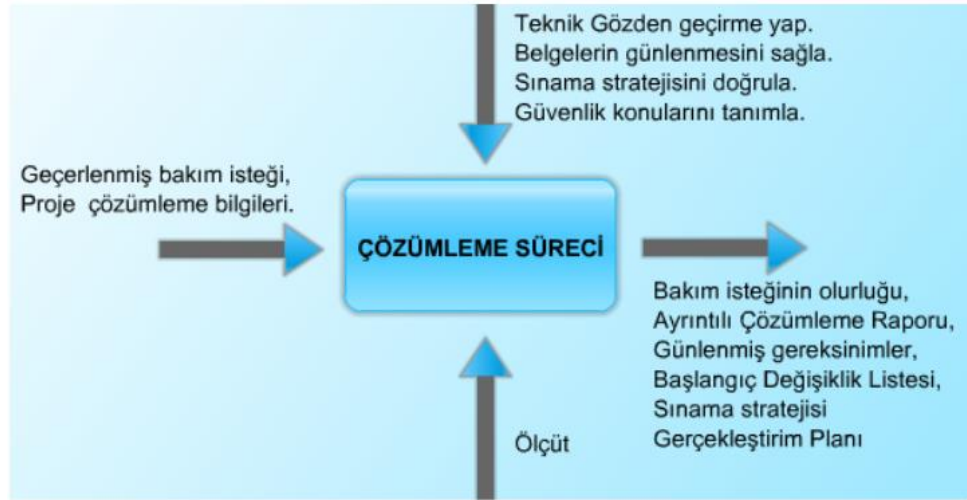 Teknik Gözden geçirme yap.
Belgelerin günlenmesini sağla.
Sınama stratejisini doğrula.
Güvenlik konularını tanımla.
Geçerlenmiş bakım isteği,
Proje çözümleme bilgileri.
ÇÖZÜMLEME SÜRECİ
Bakım isteğinin olurluğu,
Ayrıntılı Çözümleme Raporu,
Günlenmiş gereksinimler,
Başlangıç Değişiklik Listesi,
Sınama stratejisi
Gerçekleştirim Planı
Ölçüt